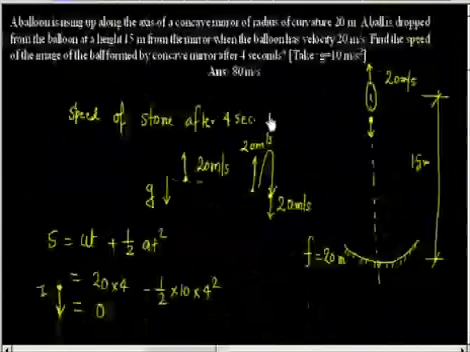 A balloon is rising up along the axis of a concave mirror of radius of curvature 20 m. A ball is dropped
from the balloon at a height 15 m from the mirror when the balloon has velocity 20 m/s. Find the speed
of the image of the ball formed by concave mirror after 4 seconds? [Take : g=10 m/s²]
Ans: 80 m/s
20m/s
Speed of stone after 4 sec.
20m/s
20m/s
g
15m
20m/s
S = ut + 1/2 at²
f = 20m
= 20×4 - 1/2 ×10×4²
= 0